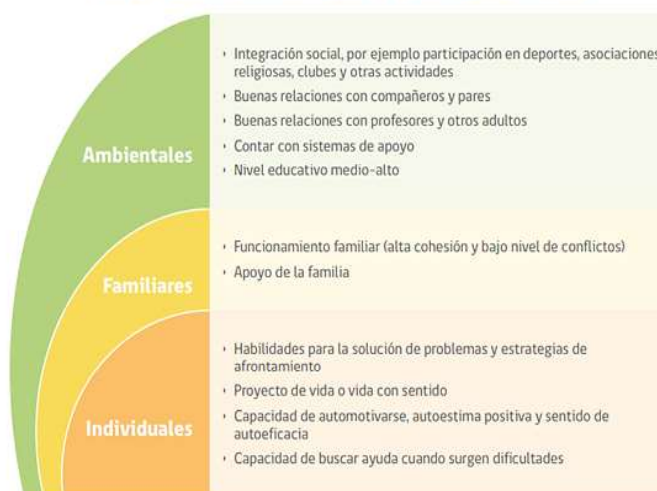 Ambientales
› Integración social, por ejemplo participación en deportes, asociaciones
religiosas, clubes y otras actividades
› Buenas relaciones con compañeros y pares
› Buenas relaciones con profesores y otros adultos
› Contar con sistemas de apoyo
› Nivel educativo medio-alto
Familiares
› Funcionamiento familiar (alta cohesión y bajo nivel de conflictos)
› Apoyo de la familia
Individuales
› Habilidades para la solución de problemas y estrategias de
afrontamiento
› Proyecto de vida o vida con sentido
› Capacidad de automotivarse, autoestima positiva y sentido de
autoeficacia
› Capacidad de buscar ayuda cuando surgen dificultades